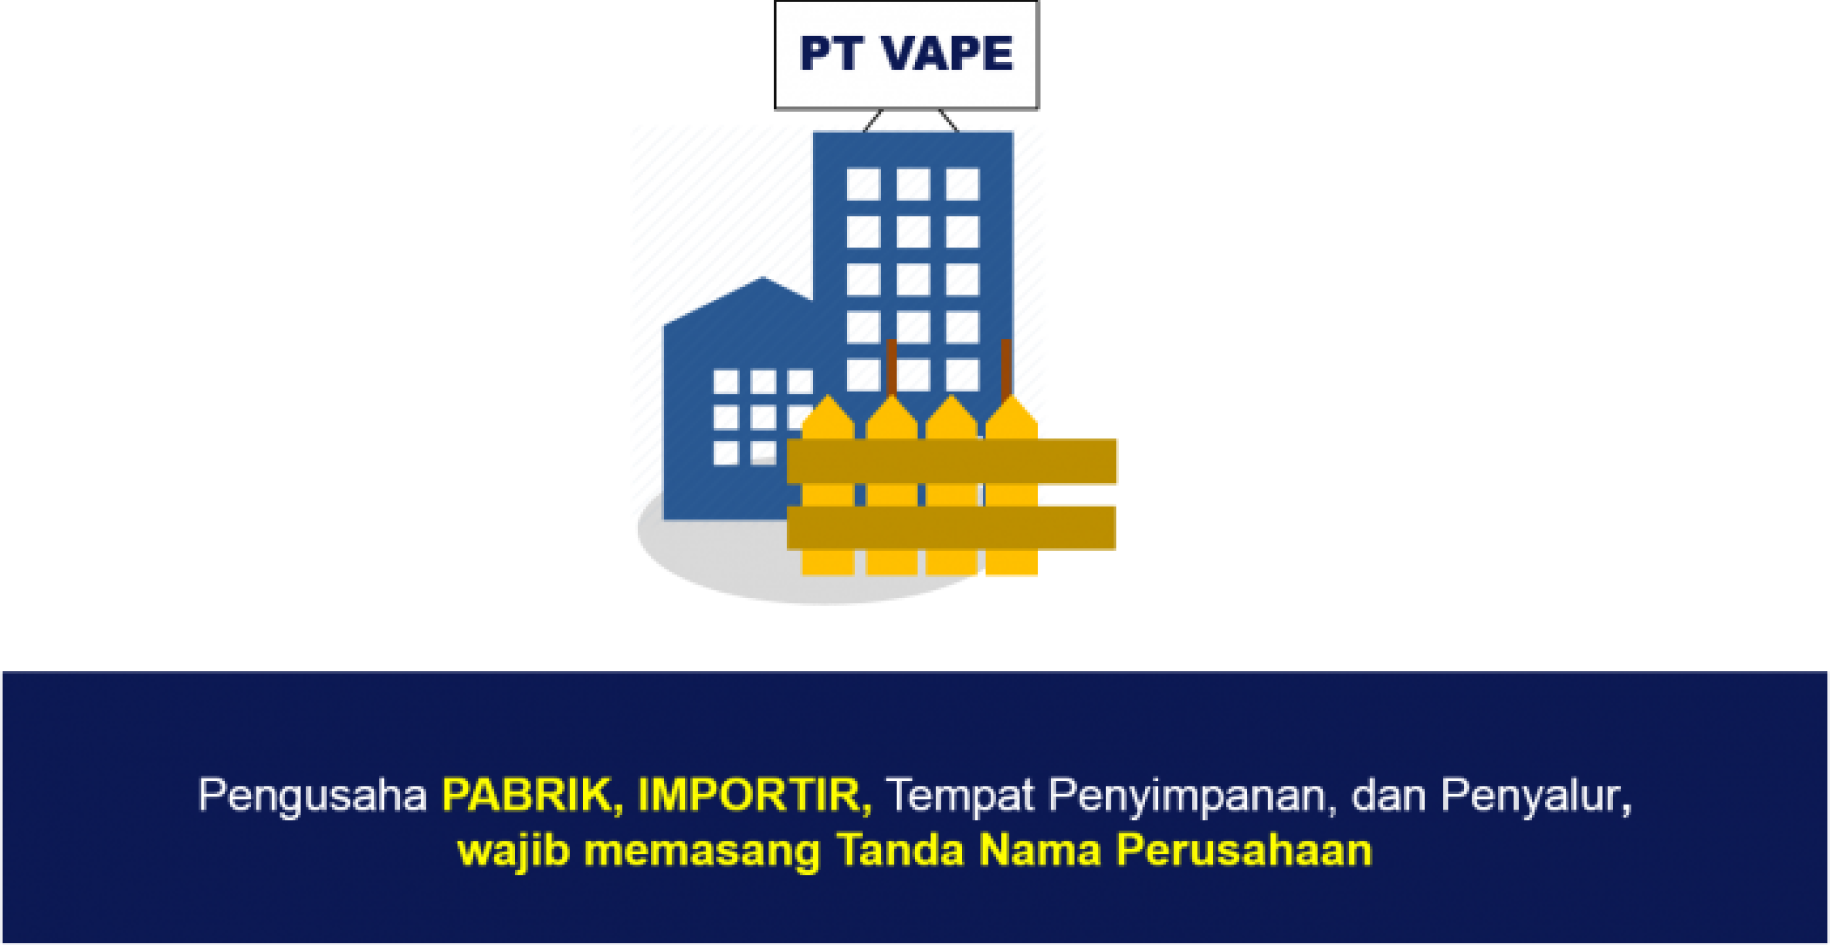 PT VAPE
Pengusaha PABRIK, IMPORTIR, Tempat Penyimpanan, dan Penyalur,
wajib memasang Tanda Nama Perusahaan